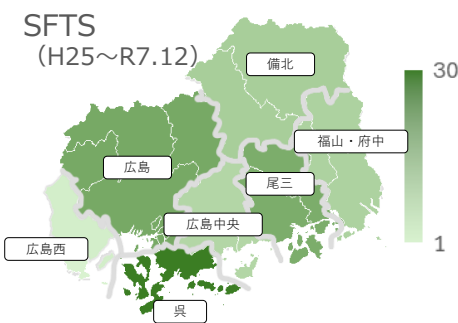 SFTS
（H25～R7.12）
備北
30
福山・府中
広島
尾三
広島中央
広島西
1
呉